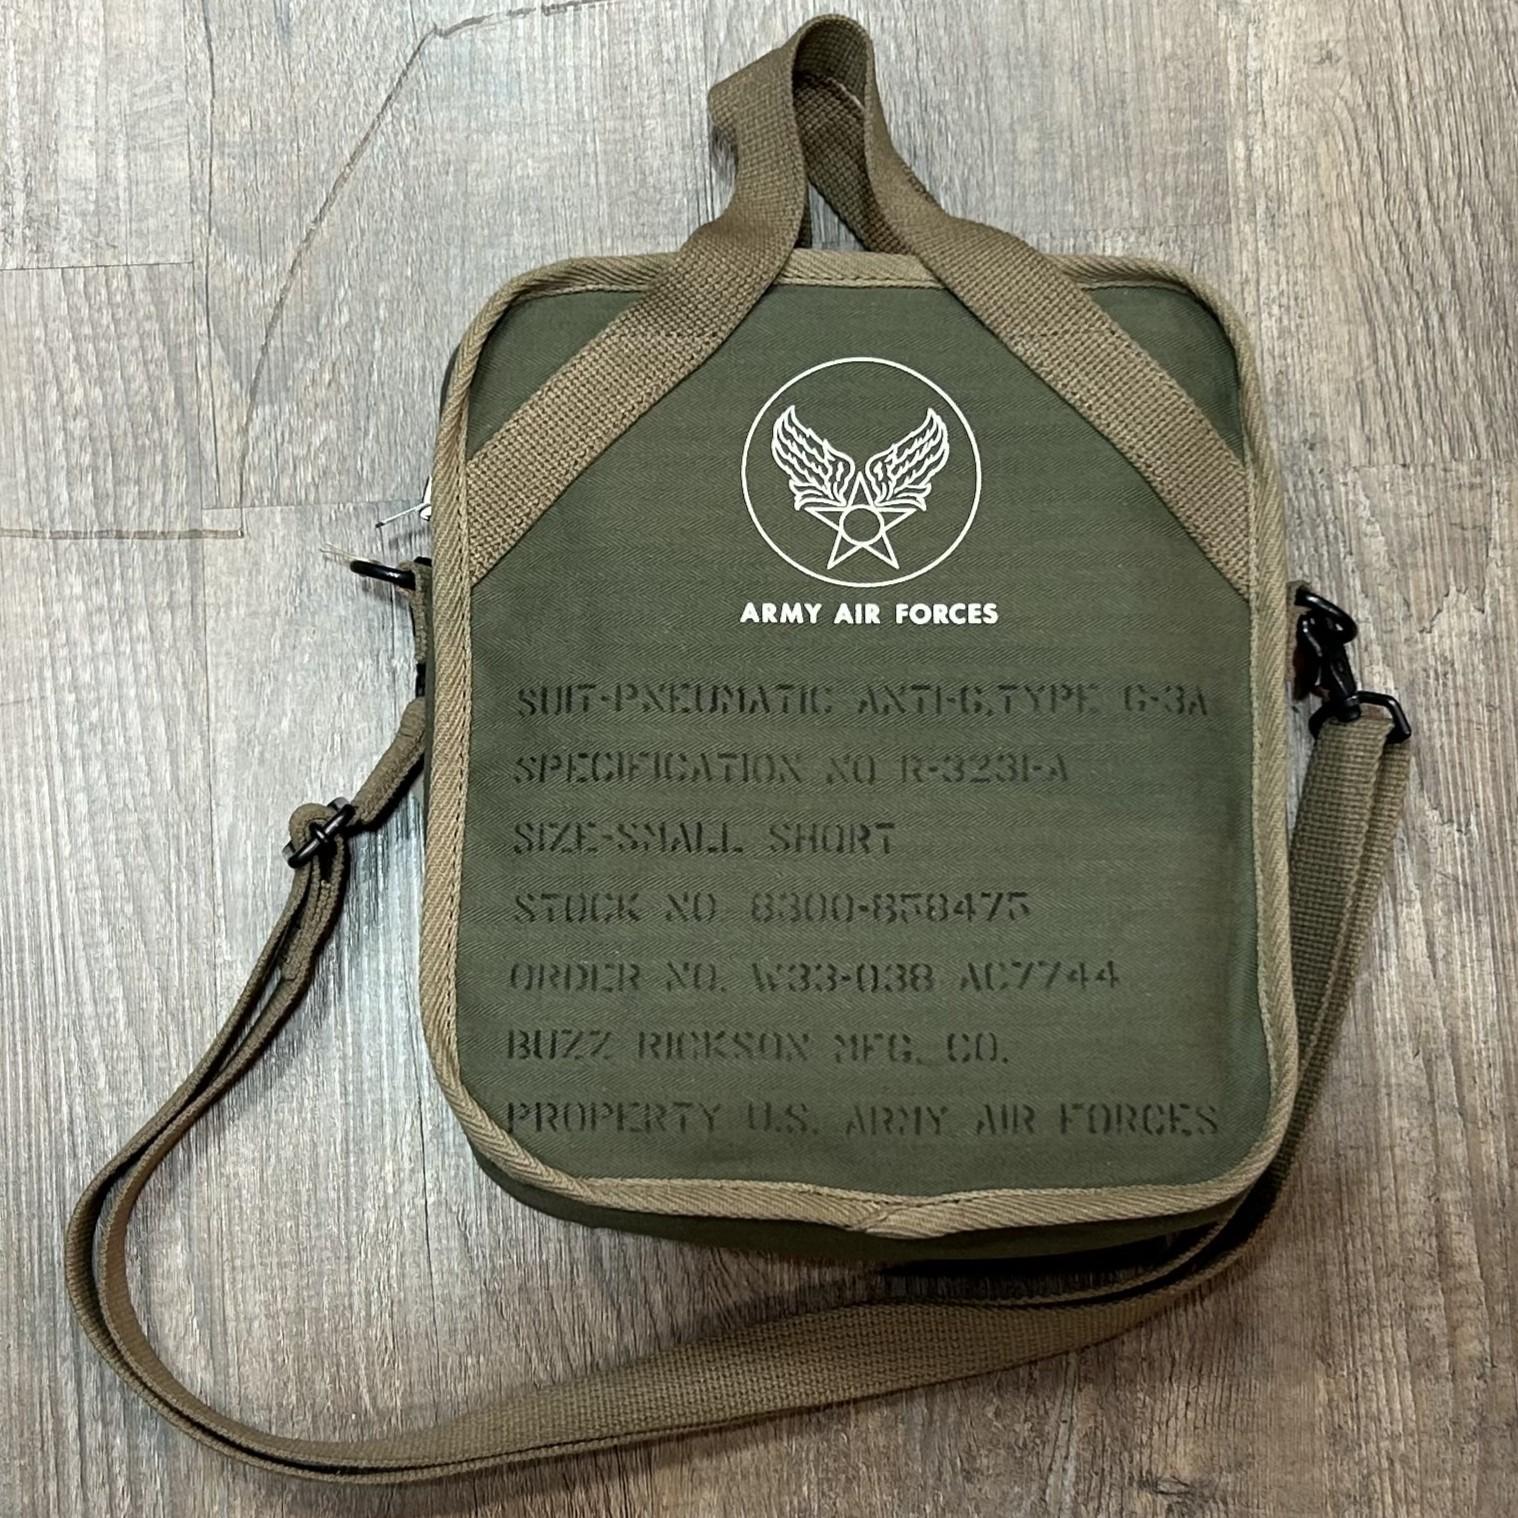 ARMY AIR FORCES
SUIT-PNEUMATIC ANTI-G,TYPE G-3A
SPECIFICATION NO R-3231-A
SIZE-SMALL SHORT
STOCK NO. 8300-858475
ORDER NO. W33-038 AC7744
BUZZ RICKSON MFG. CO.
PROPERTY U.S. ARMY AIR FORCES